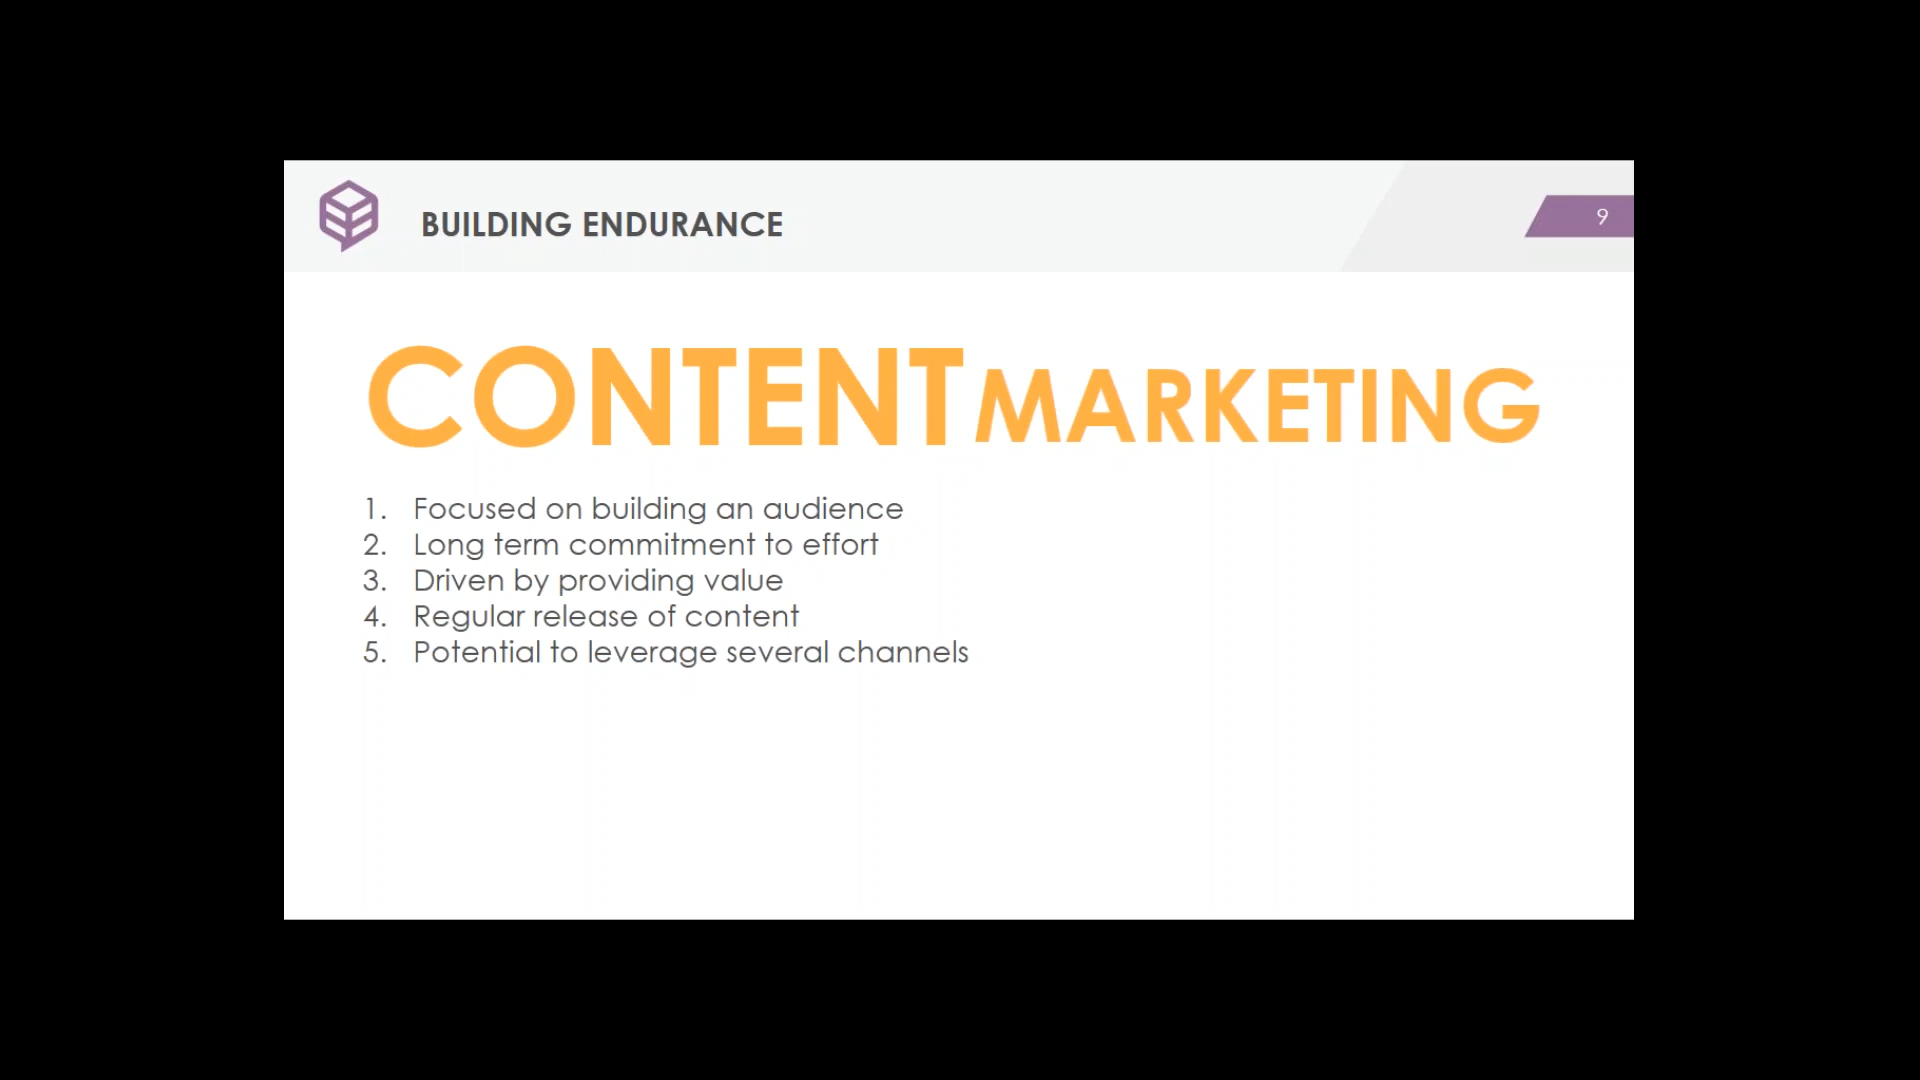 BUILDING ENDURANCE
9
CONTENT MARKETING
1. Focused on building an audience
2. Long term commitment to effort
3. Driven by providing value
4. Regular release of content
5. Potential to leverage several channels